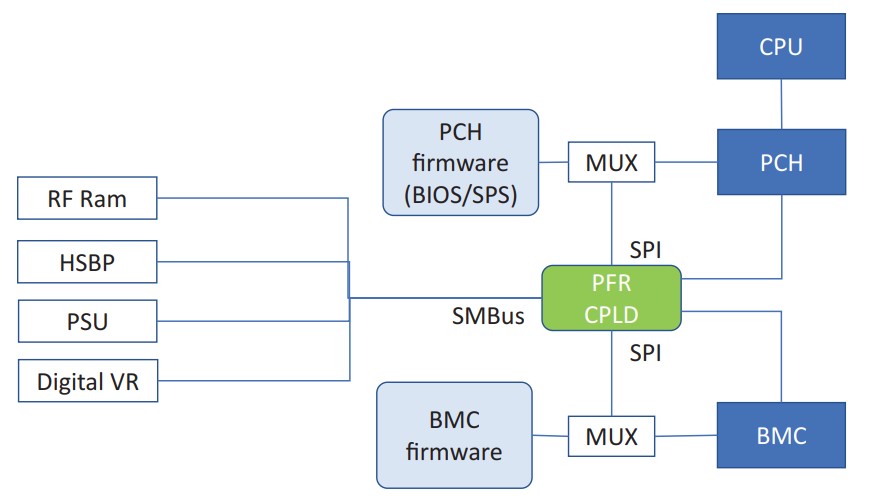 CPU
PCH
firmware
(BIOS/SPS)
MUX
PCH
RF Ram
HSBP
PSU
Digital VR
SPI
PFR
CPLD
SMBus
SPI
BMC
firmware
MUX
BMC